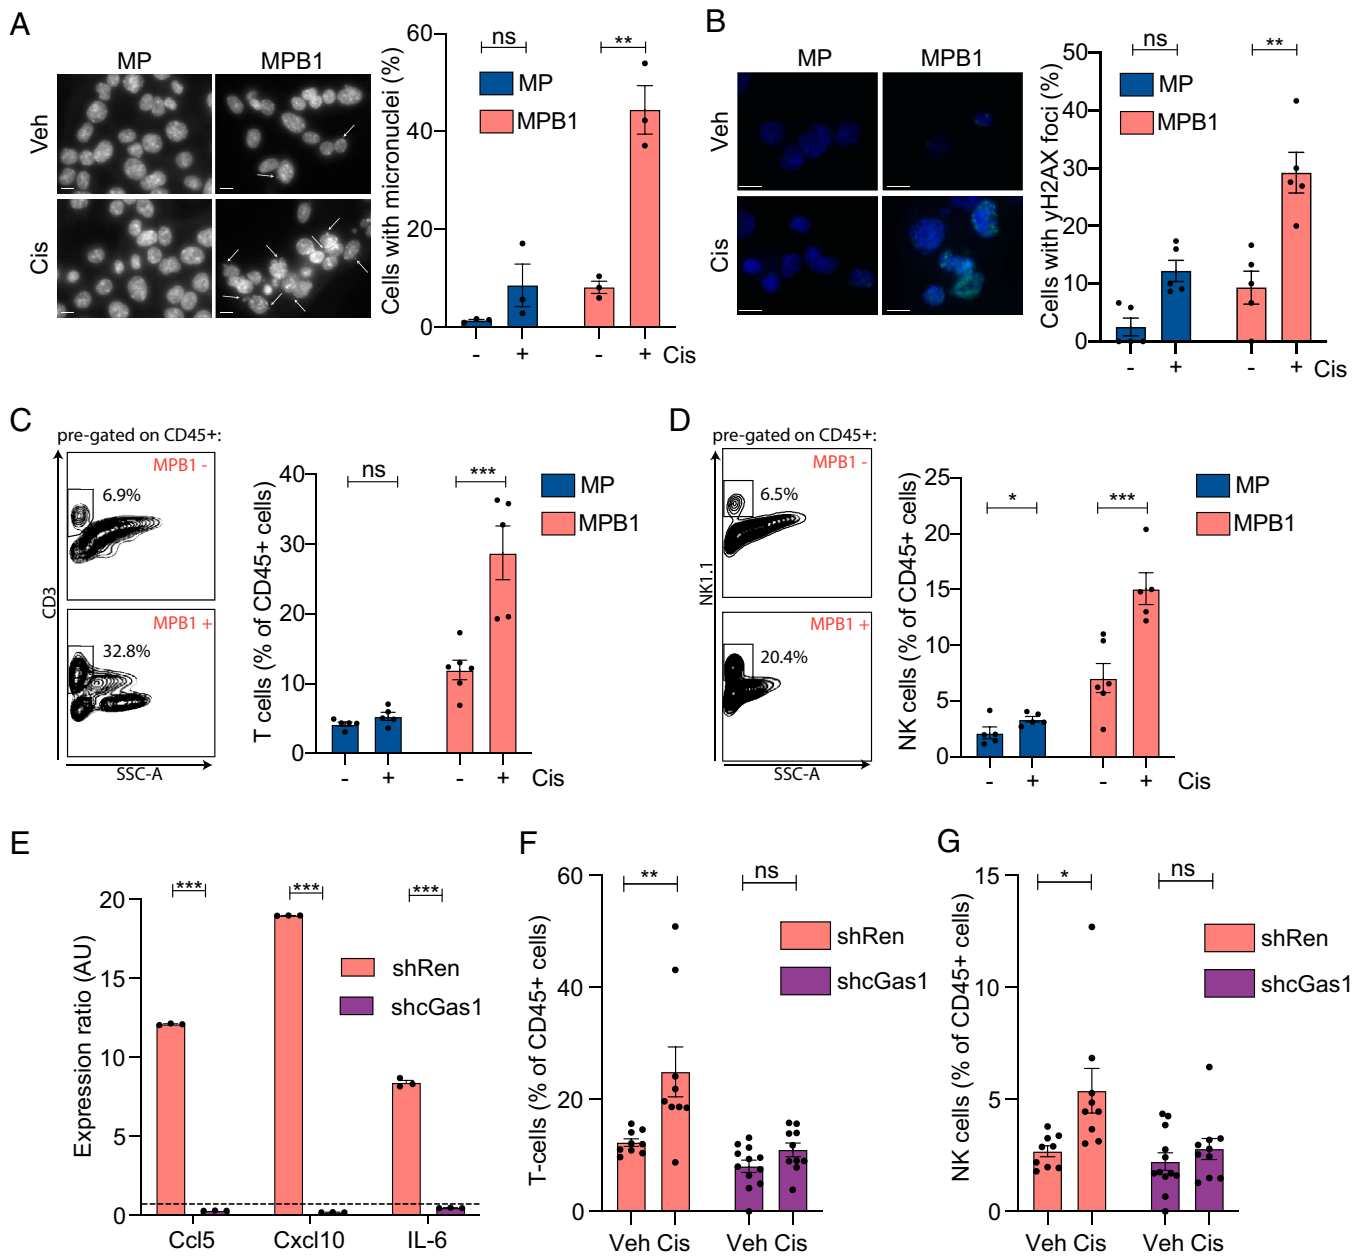 A
MP
MPB1
Veh
Cis
Cells with micronuclei (%)
60
40
20
0
ns
**
MP
MPB1
-
+
-
+
Cis
B
MP
MPB1
Veh
Cis
Cells with yH2AX foci (%)
50
40
30
20
10
0
ns
**
MP
MPB1
-
+
-
+
Cis
C
pre-gated on CD45+:
MPB1 -
6.9%
MPB1 +
32.8%
CD3
SSC-A
T cells (% of CD45+ cells)
40
30
20
10
0
ns
***
MP
MPB1
-
+
-
+
Cis
D
pre-gated on CD45+:
MPB1 -
6.5%
MPB1 +
20.4%
NK1.1
SSC-A
NK cells (% of CD45+ cells)
25
20
15
10
5
0
*
***
MP
MPB1
-
+
-
+
Cis
E
Expression ratio (AU)
20
15
10
5
0
***
***
***
shRen
shcGas1
Ccl5
Cxcl10
IL-6
F
T-cells (% of CD45+ cells)
60
40
20
0
**
ns
shRen
shcGas1
Veh Cis
Veh Cis
G
NK cells (% of CD45+ cells)
15
10
5
0
*
ns
shRen
shcGas1
Veh Cis
Veh Cis